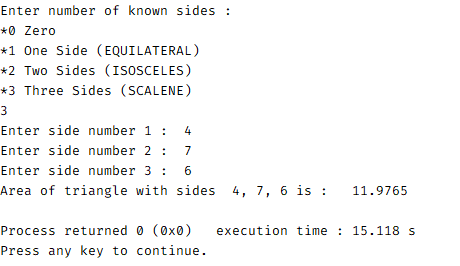 Enter number of known sides :
*0 Zero
*1 One Side (EQUILATERAL)
*2 Two Sides (ISOSCELES)
*3 Three Sides (SCALENE)
3
Enter side number 1 :  4
Enter side number 2 :  7
Enter side number 3 :  6
Area of triangle with sides  4, 7, 6 is :   11.9765
Process returned 0 (0x0)   execution time : 15.118 s
Press any key to continue.